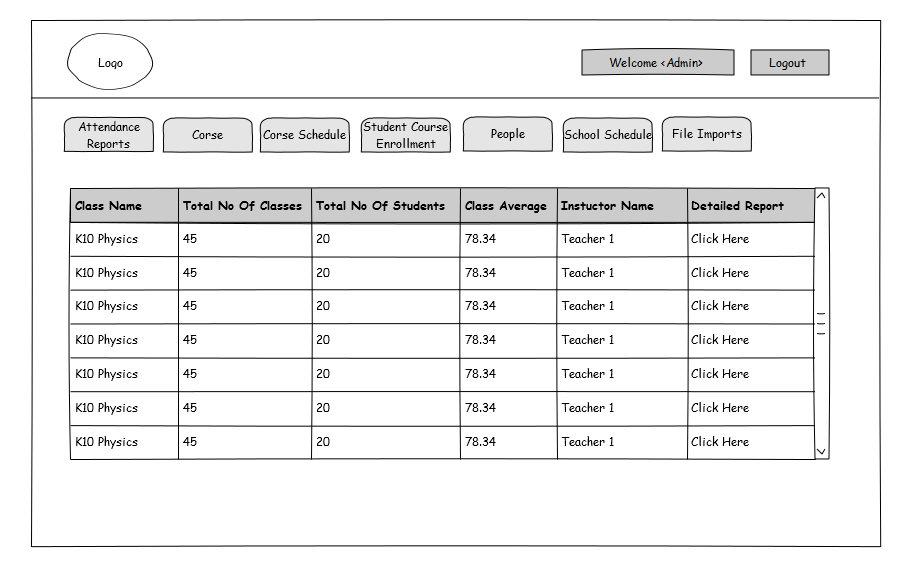 Logo
Welcome <Admin>
Logout
Attendance
Reports
Corse
Corse Schedule
Student Course
Enrollment
People
School Schedule
File Imports
Class Name Total No Of Classes Total No Of Students Class Average Instuctor Name Detailed Report
K10 Physics 45 20 78.34 Teacher 1 Click Here
K10 Physics 45 20 78.34 Teacher 1 Click Here
K10 Physics 45 20 78.34 Teacher 1 Click Here
K10 Physics 45 20 78.34 Teacher 1 Click Here
K10 Physics 45 20 78.34 Teacher 1 Click Here
K10 Physics 45 20 78.34 Teacher 1 Click Here
K10 Physics 45 20 78.34 Teacher 1 Click Here